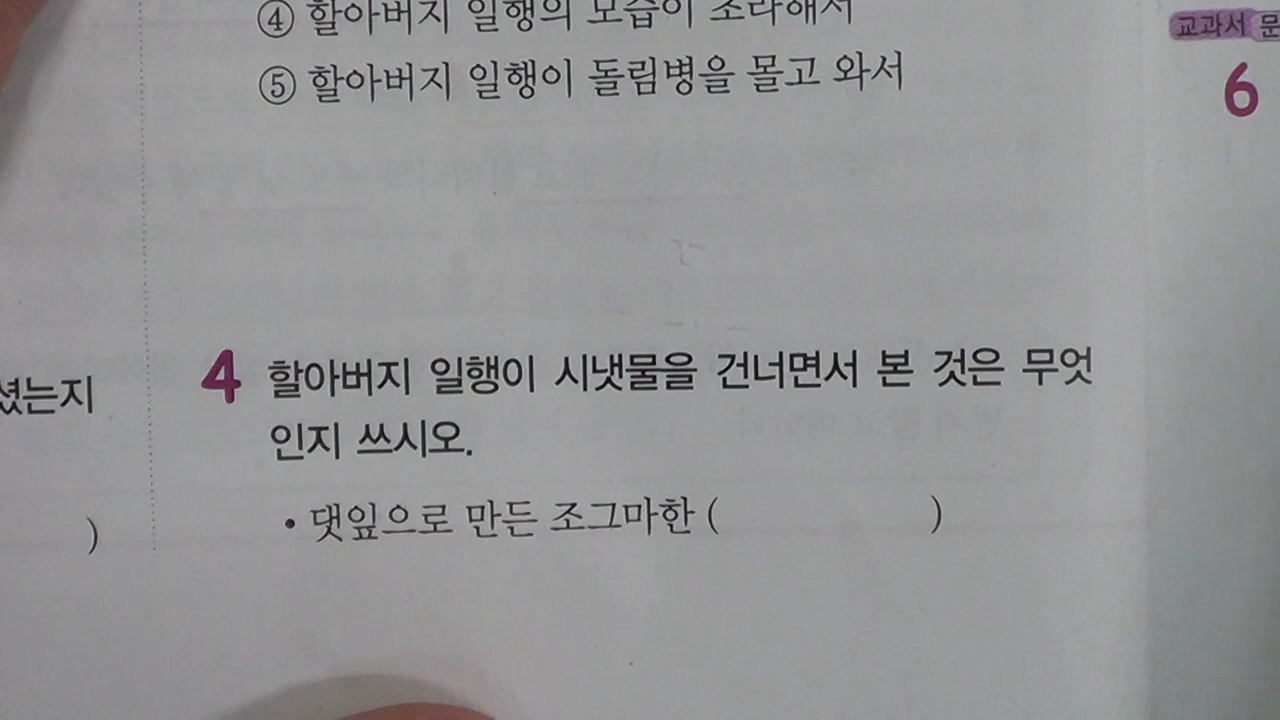 ④ 할아버지 일행의 모습이 초라해서
⑤ 할아버지 일행이 돌림병을 몰고 와서
셨는지
)
4 할아버지 일행이 시냇물을 건너면서 본 것은 무엇
인지 쓰시오.
• 댓잎으로 만든 조그마한 ( )
교과서 문
6